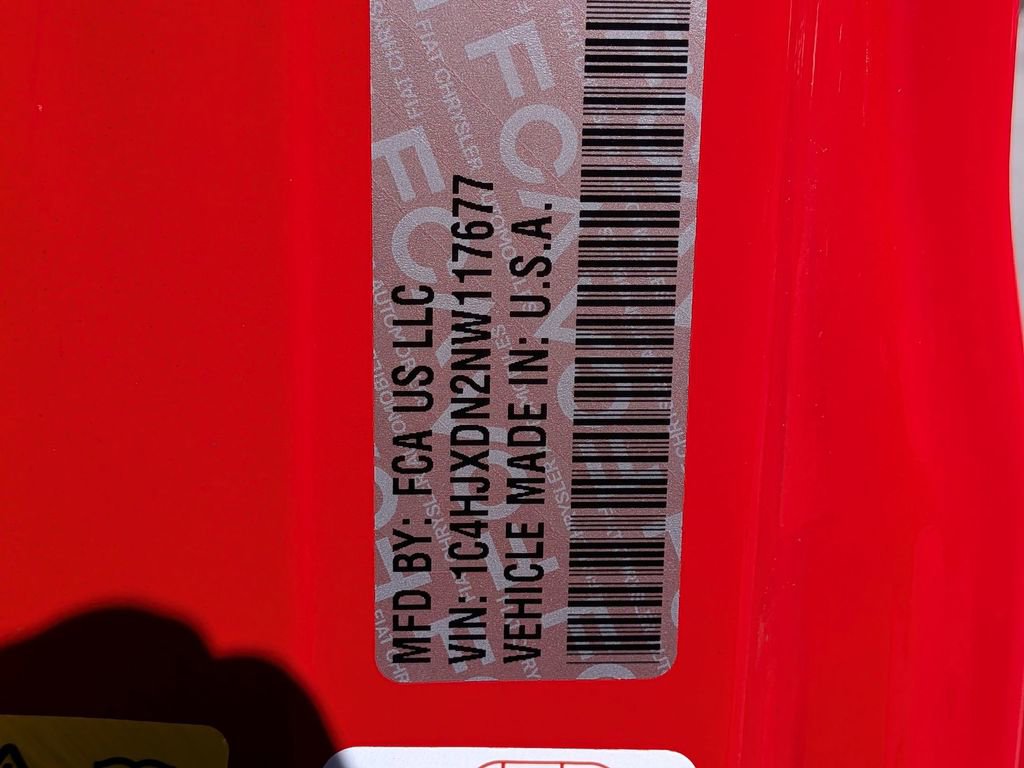 MFD BY: FCA US LLC
VIN: 1C4HJXDN2NW117677
VEHICLE MADE IN: U.S.A.